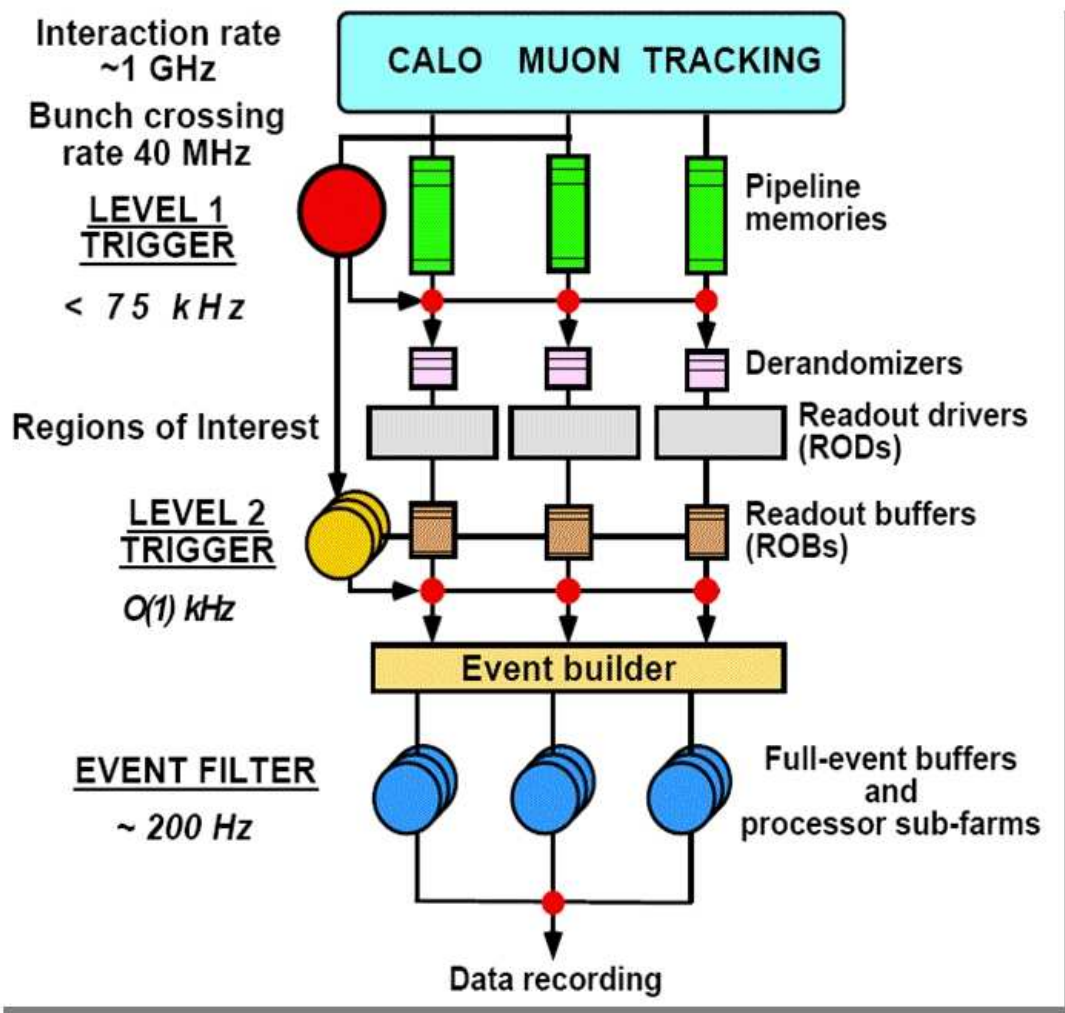 Interaction rate
~1 GHz
CALO MUON TRACKING
Bunch crossing
rate 40 MHz
LEVEL 1
TRIGGER
< 75 kHz
Pipeline
memories
Derandomizers
Regions of Interest
Readout drivers
(RODs)
LEVEL 2
TRIGGER
O(1) kHz
Readout buffers
(ROBs)
Event builder
EVENT FILTER
~ 200 Hz
Full-event buffers
and
processor sub-farms
Data recording